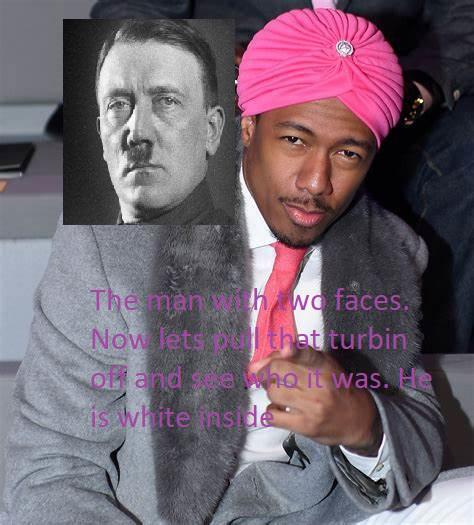 The man with two faces.
Now lets pull that turbin
off and see who it was. He
is white inside